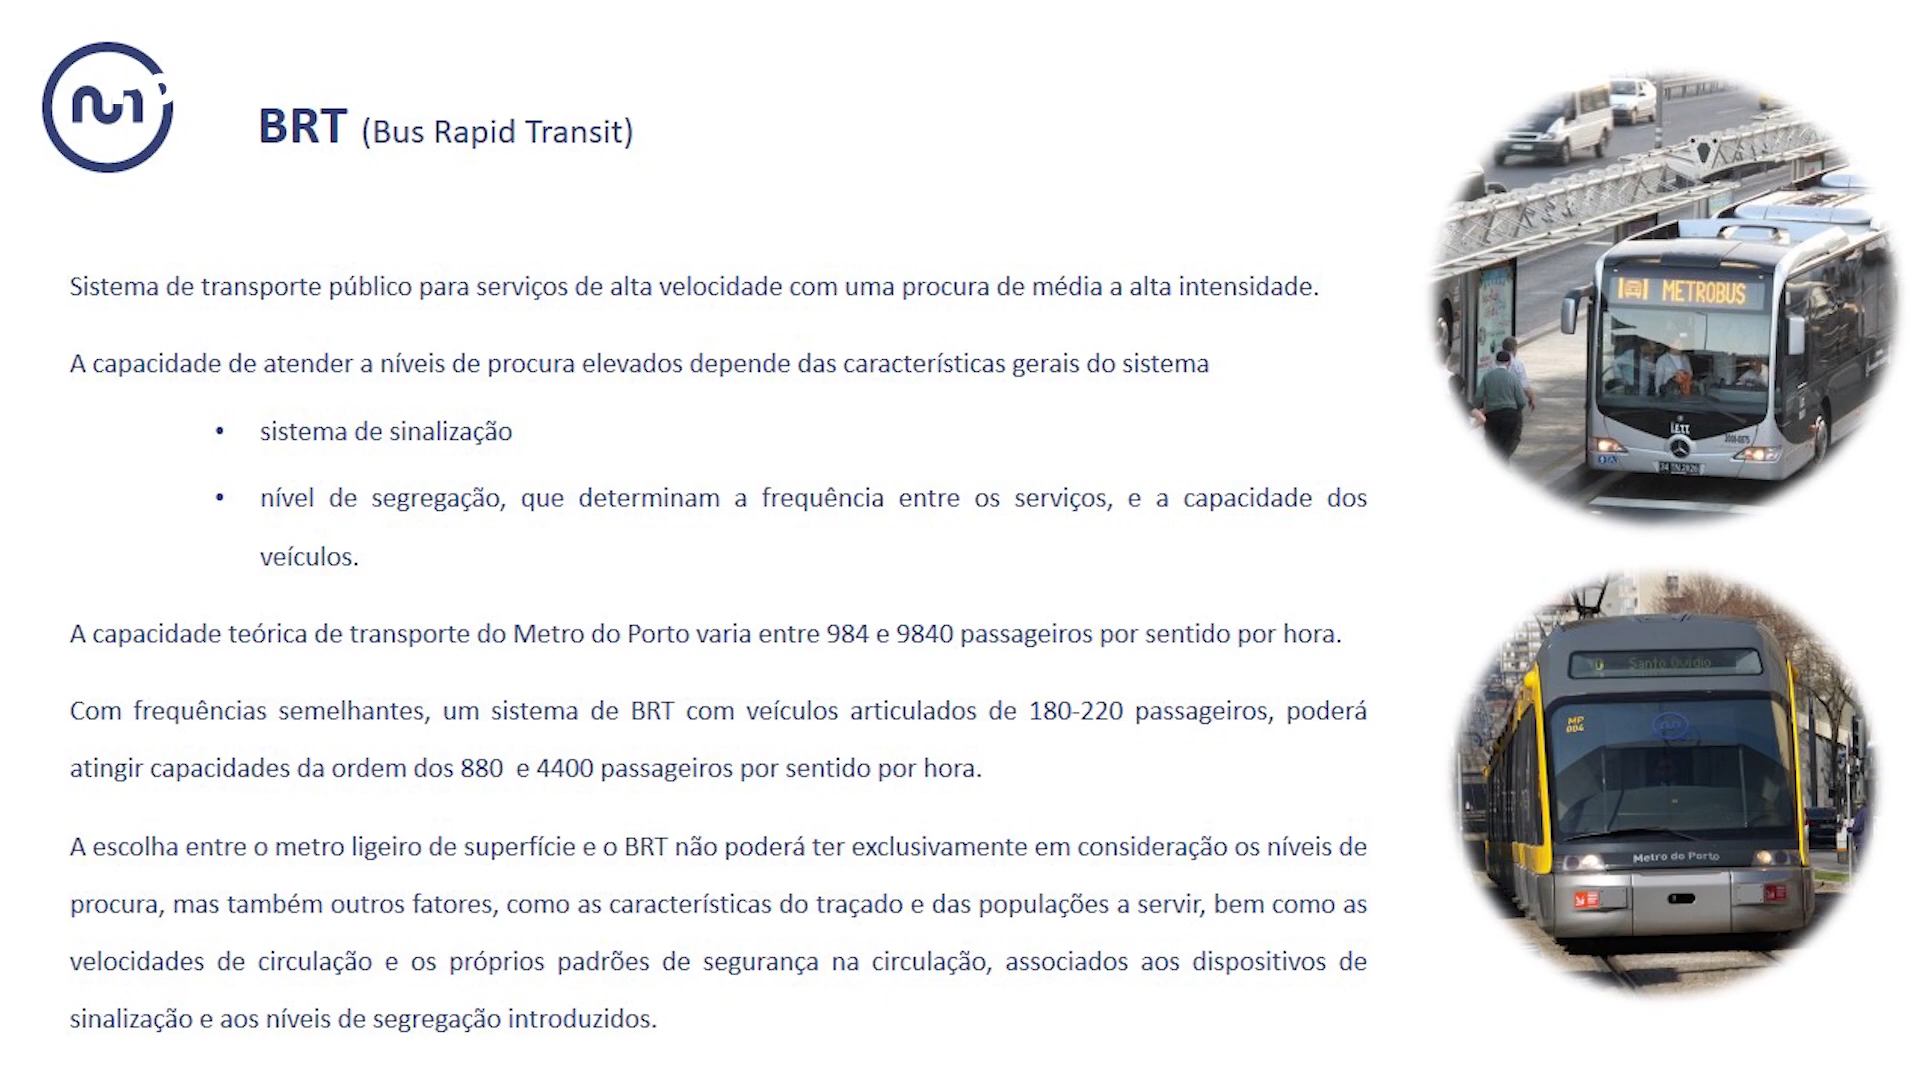 BRT (Bus Rapid Transit)
Sistema de transporte público para serviços de alta velocidade com uma procura de média a alta intensidade.
A capacidade de atender a níveis de procura elevados depende das características gerais do sistema
• sistema de sinalização
• nível de segregação, que determinam a frequência entre os serviços, e a capacidade dos
veículos.
A capacidade teórica de transporte do Metro do Porto varia entre 984 e 9840 passageiros por sentido por hora.
Com frequências semelhantes, um sistema de BRT com veículos articulados de 180-220 passageiros, poderá
atingir capacidades da ordem dos 880 e 4400 passageiros por sentido por hora.
A escolha entre o metro ligeiro de superfície e o BRT não poderá ter exclusivamente em consideração os níveis de
procura, mas também outros fatores, como as características do traçado e das populações a servir, bem como as
velocidades de circulação e os próprios padrões de segurança na circulação, associados aos dispositivos de
sinalização e aos níveis de segregação introduzidos.
METROBUS
I.E.T.T.
Santo Ovídio
MP
004
Metro do Porto